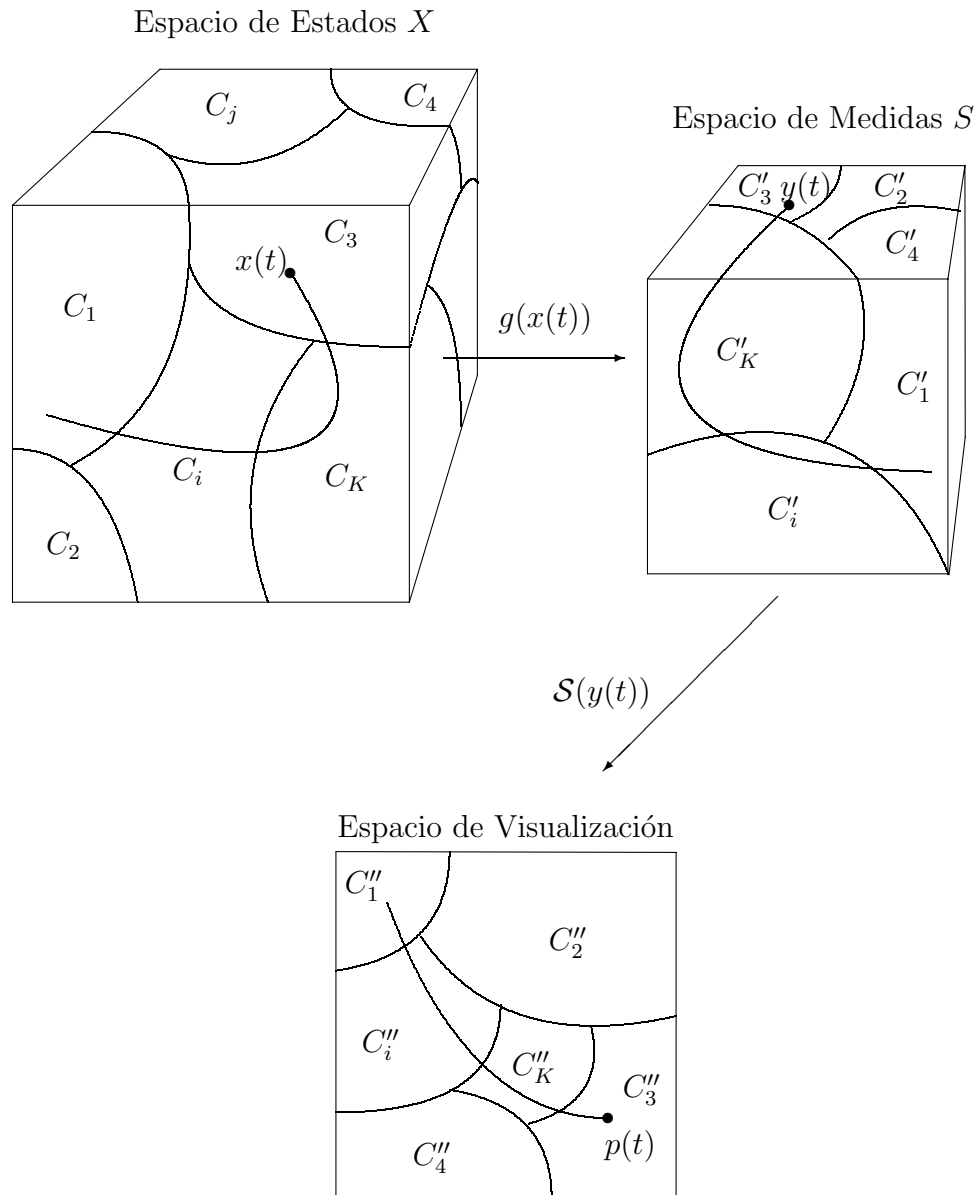 Espacio de Estados X
C_j
C_4
C_3
x(t)
C_1
C_i
C_K
C_2
g(x(t))
Espacio de Medidas S
C'_3 y(t)
C'_2
C'_4
C'_K
C'_1
C'_i
𝒮(y(t))
Espacio de Visualización
C''_1
C''_2
C''_i
C''_K
C''_3
p(t)
C''_4